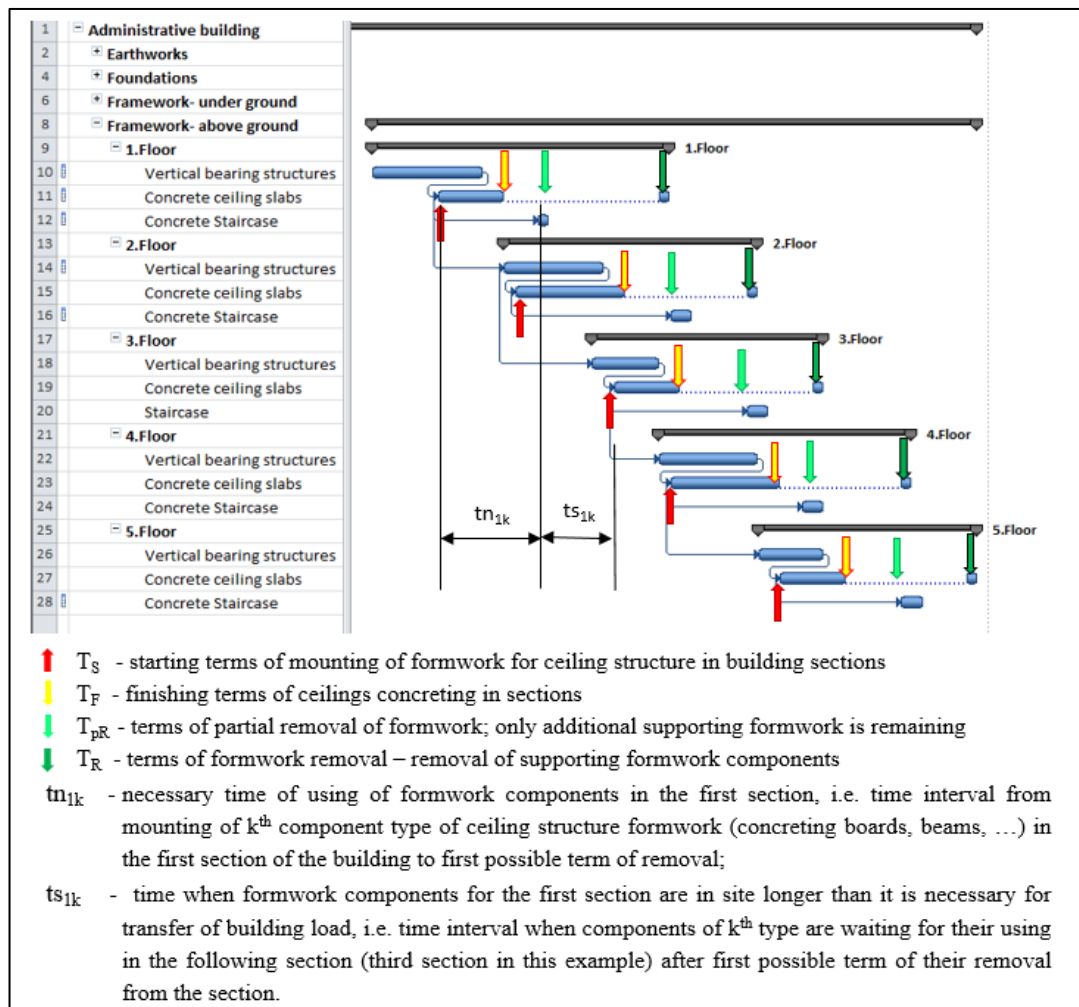 1 Administrative building
2 Earthworks
4 Foundations
6 Framework- under ground
8 Framework- above ground
9 1.Floor 1.Floor
10 Vertical bearing structures
11 Concrete ceiling slabs
12 Concrete Staircase
13 2.Floor 2.Floor
14 Vertical bearing structures
15 Concrete ceiling slabs
16 Concrete Staircase
17 3.Floor 3.Floor
18 Vertical bearing structures
19 Concrete ceiling slabs
20 Staircase
21 4.Floor 4.Floor
22 Vertical bearing structures
23 Concrete ceiling slabs
24 Concrete Staircase
tn1k ts1k
25 5.Floor 5.Floor
26 Vertical bearing structures
27 Concrete ceiling slabs
28 Concrete Staircase
TS - starting terms of mounting of formwork for ceiling structure in building sections
TF - finishing terms of ceilings concreting in sections
TpR - terms of partial removal of formwork; only additional supporting formwork is remaining
TR - terms of formwork removal – removal of supporting formwork components
tn1k - necessary time of using of formwork components in the first section, i.e. time interval from
mounting of kth component type of ceiling structure formwork (concreting boards, beams, …) in
the first section of the building to first possible term of removal;
ts1k - time when formwork components for the first section are in site longer than it is necessary for
transfer of building load, i.e. time interval when components of kth type are waiting for their using
in the following section (third section in this example) after first possible term of their removal
from the section.